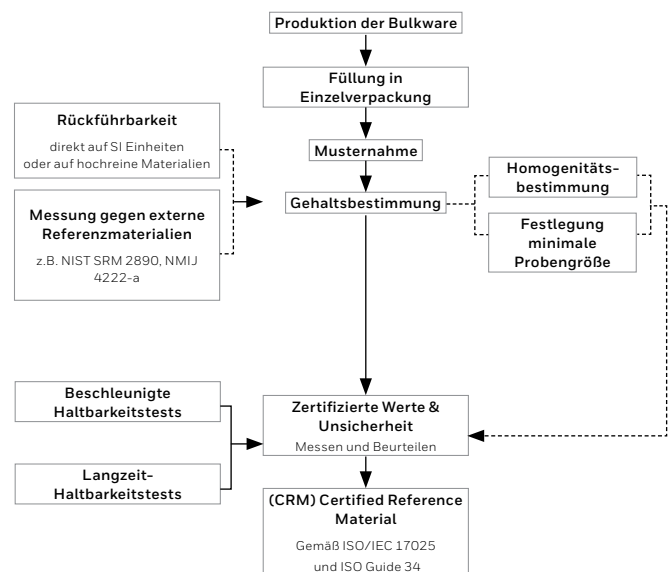 Produktion der Bulkware
Füllung in
Einzelverpackung
Rückführbarkeit
direkt auf SI Einheiten
oder auf hochreine Materialien
Musternahme
Homogenitäts-
bestimmung
Messung gegen externe
Referenzmaterialien
z.B. NIST SRM 2890, NMIJ
4222-a
Gehaltsbestimmung
Festlegung
minimale
Probengröße
Beschleunigte
Haltbarkeitstests
Zertifizierte Werte &
Unsicherheit
Messen und Beurteilen
Langzeit-
Haltbarkeitstests
(CRM) Certified Reference
Material
Gemäß ISO/IEC 17025
und ISO Guide 34